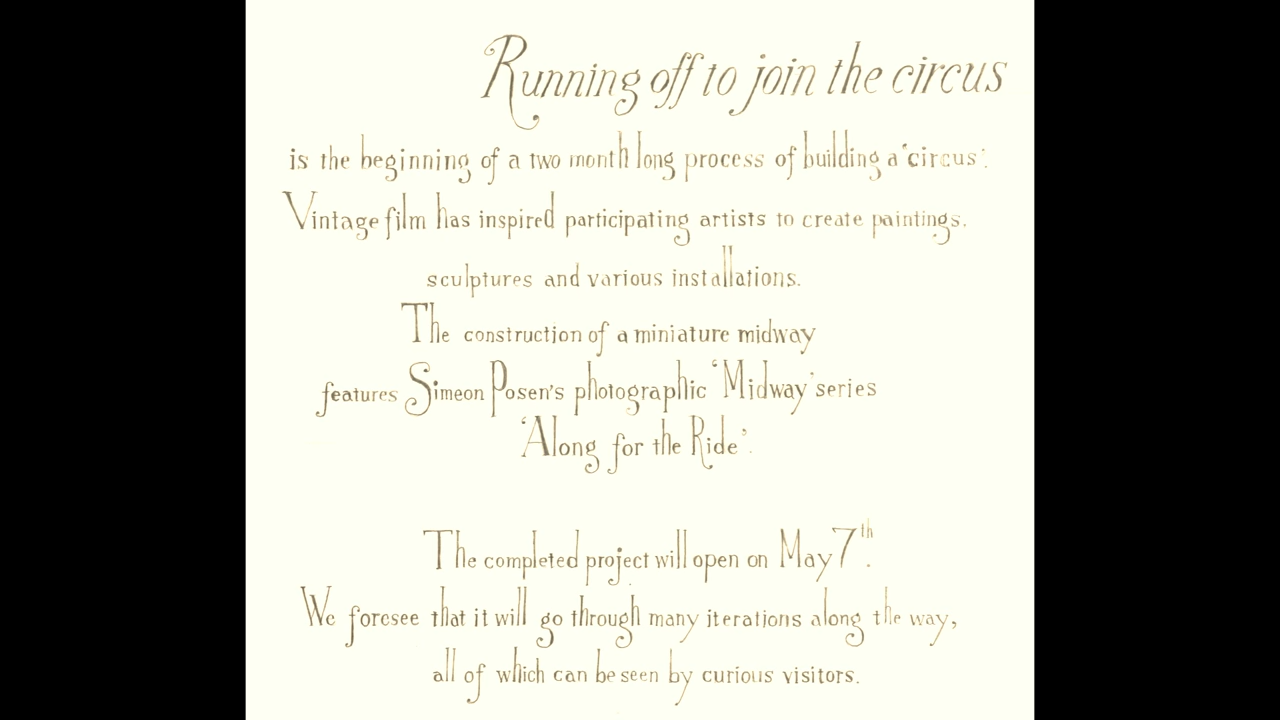 Running off to join the circus
is the beginning of a two month long process of building a 'circus'.
Vintage film has inspired participating artists to create paintings.
sculptures and various installations.
The construction of a miniature midway
features Simeon Posen's photographic 'Midway' series
'Along for the Ride'.
The completed project will open on May 7th.
We foresee that it will go through many iterations along the way,
all of which can be seen by curious visitors.